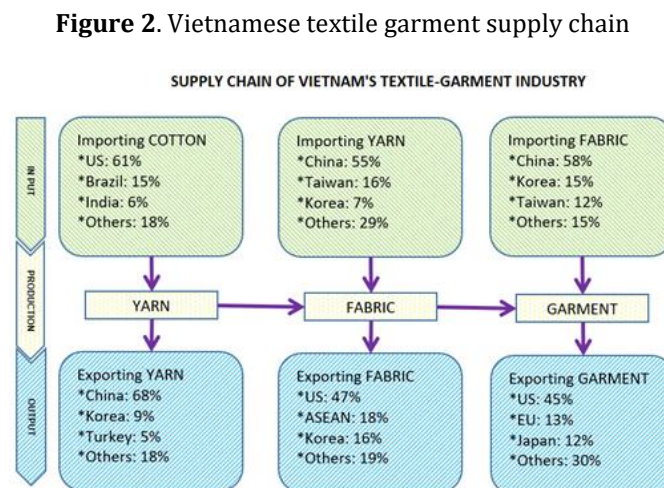 Figure 2. Vietnamese textile garment supply chain
SUPPLY CHAIN OF VIETNAM'S TEXTILE-GARMENT INDUSTRY
IN PUT
Importing COTTON
*US: 61%
*Brazil: 15%
*India: 6%
*Others: 18%
Importing YARN
*China: 55%
*Taiwan: 16%
*Korea: 7%
*Others: 29%
Importing FABRIC
*China: 58%
*Korea: 15%
*Taiwan: 12%
*Others: 15%
PRODUCTION
YARN
FABRIC
GARMENT
OUTPUT
Exporting YARN
*China: 68%
*Korea: 9%
*Turkey: 5%
*Others: 18%
Exporting FABRIC
*US: 47%
*ASEAN: 18%
*Korea: 16%
*Others: 19%
Exporting GARMENT
*US: 45%
*EU: 13%
*Japan: 12%
*Others: 30%